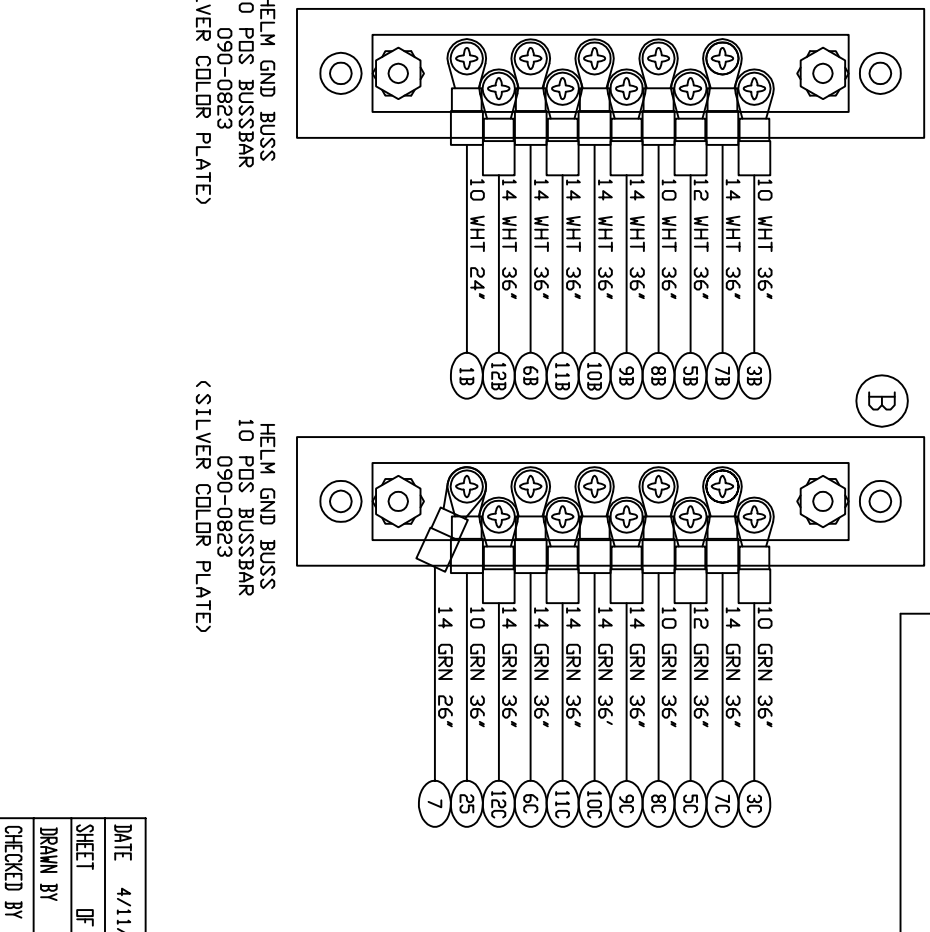 B
10 WHT 36" 3B
14 WHT 36" 7B
12 WHT 36" 5B
10 WHT 36" 8B
14 WHT 36" 9B
14 WHT 36" 10B
14 WHT 36" 11B
14 WHT 36" 6B
14 WHT 36" 12B
10 WHT 24" 1B
HELM GND BUSS
0 POS BUSSBAR
090-0823
VER COLOR PLATE)
10 GRN 36" 3C
14 GRN 36" 7C
12 GRN 36" 5C
10 GRN 36" 8C
14 GRN 36" 9C
14 GRN 36' 10C
14 GRN 36" 11C
14 GRN 36" 6C
14 GRN 36" 12C
10 GRN 36" 25
14 GRN 26" 7
HELM GND BUSS
10 POS BUSSBAR
090-0823
(SILVER COLOR PLATE)
DATE 4/11/
SHEET OF
DRAWN BY
CHECKED BY